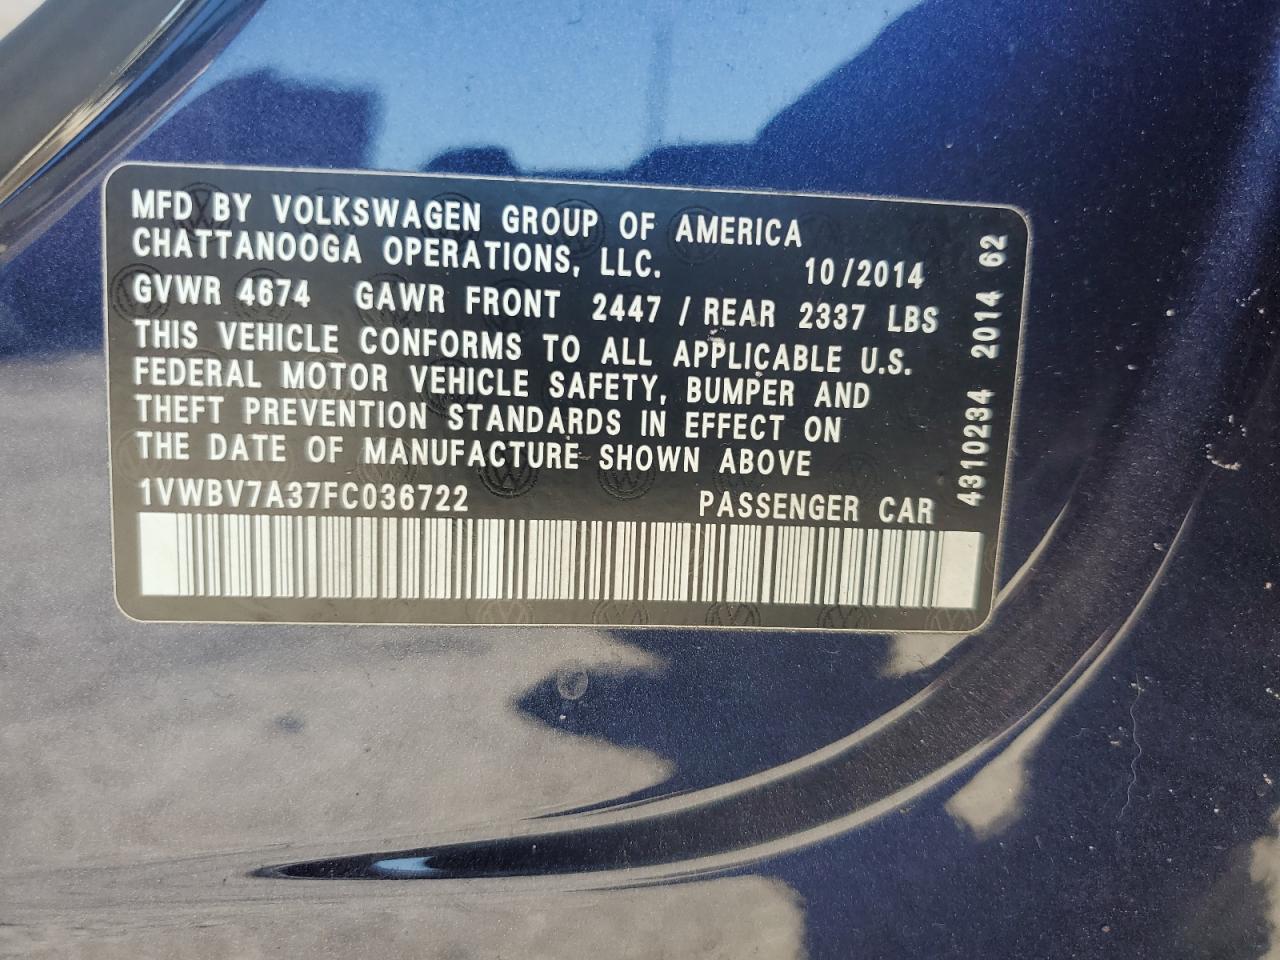 MFD BY VOLKSWAGEN GROUP OF AMERICA
CHATTANOOGA OPERATIONS, LLC. 10/2014
GVWR 4674 GAWR FRONT 2447 / REAR 2337 LBS
THIS VEHICLE CONFORMS TO ALL APPLICABLE U.S.
FEDERAL MOTOR VEHICLE SAFETY, BUMPER AND
THEFT PREVENTION STANDARDS IN EFFECT ON
THE DATE OF MANUFACTURE SHOWN ABOVE
1VWBV7A37FC036722 PASSENGER CAR
4310234 2014 62